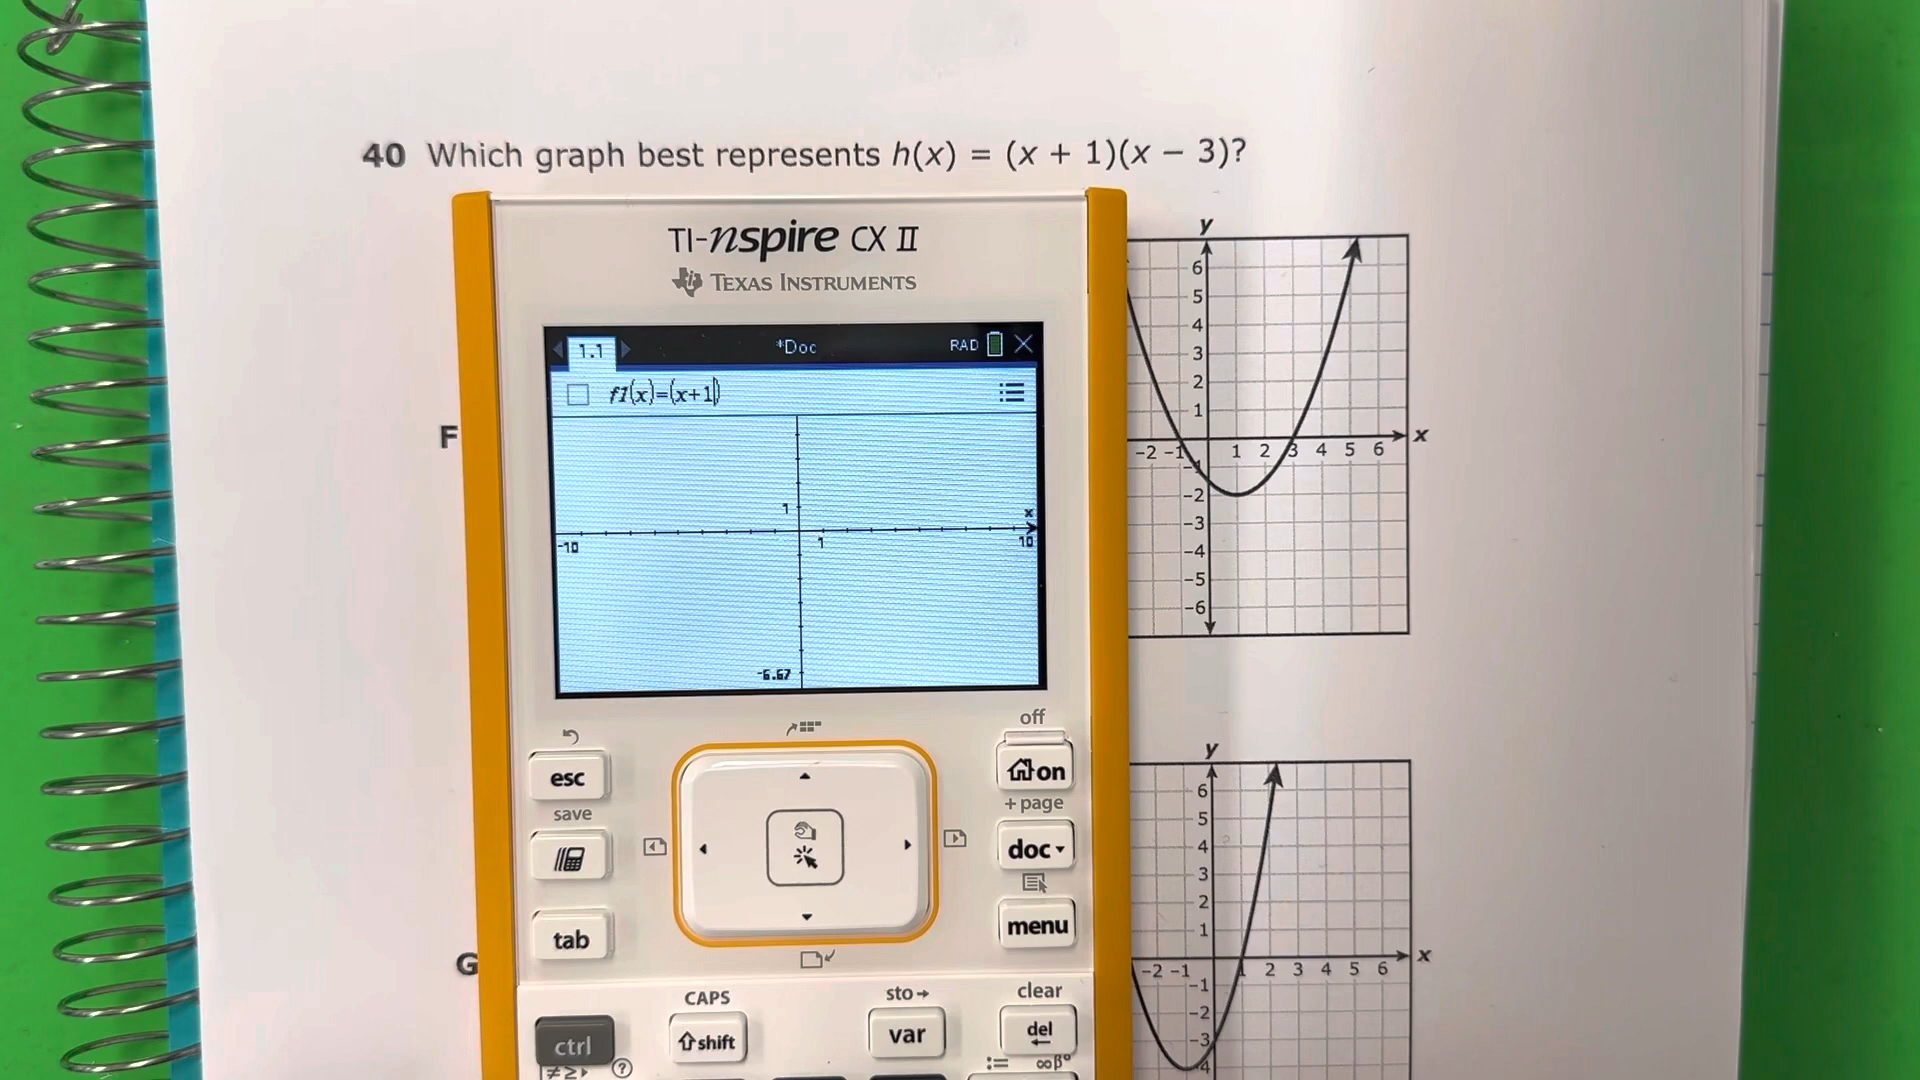 40 Which graph best represents h(x) = (x + 1)(x − 3)?
TI-nspire CX II
TEXAS INSTRUMENTS
1.1 *Doc RAD
f1(x)=(x+1)
1
x
-10 1 10
-6.67
F
y
6
5
4
3
2
1
x
-2 -1 1 2 3 4 5 6
-1
-2
-3
-4
-5
-6
off
esc
on
save
+ page
doc
tab
menu
G
y
6
5
4
3
2
1
x
-2 -1 1 2 3 4 5 6
-1
-2
-3
-4
CAPS sto→ clear
ctrl ⇧shift var del
←
≠≥▸ ? := ∞β°